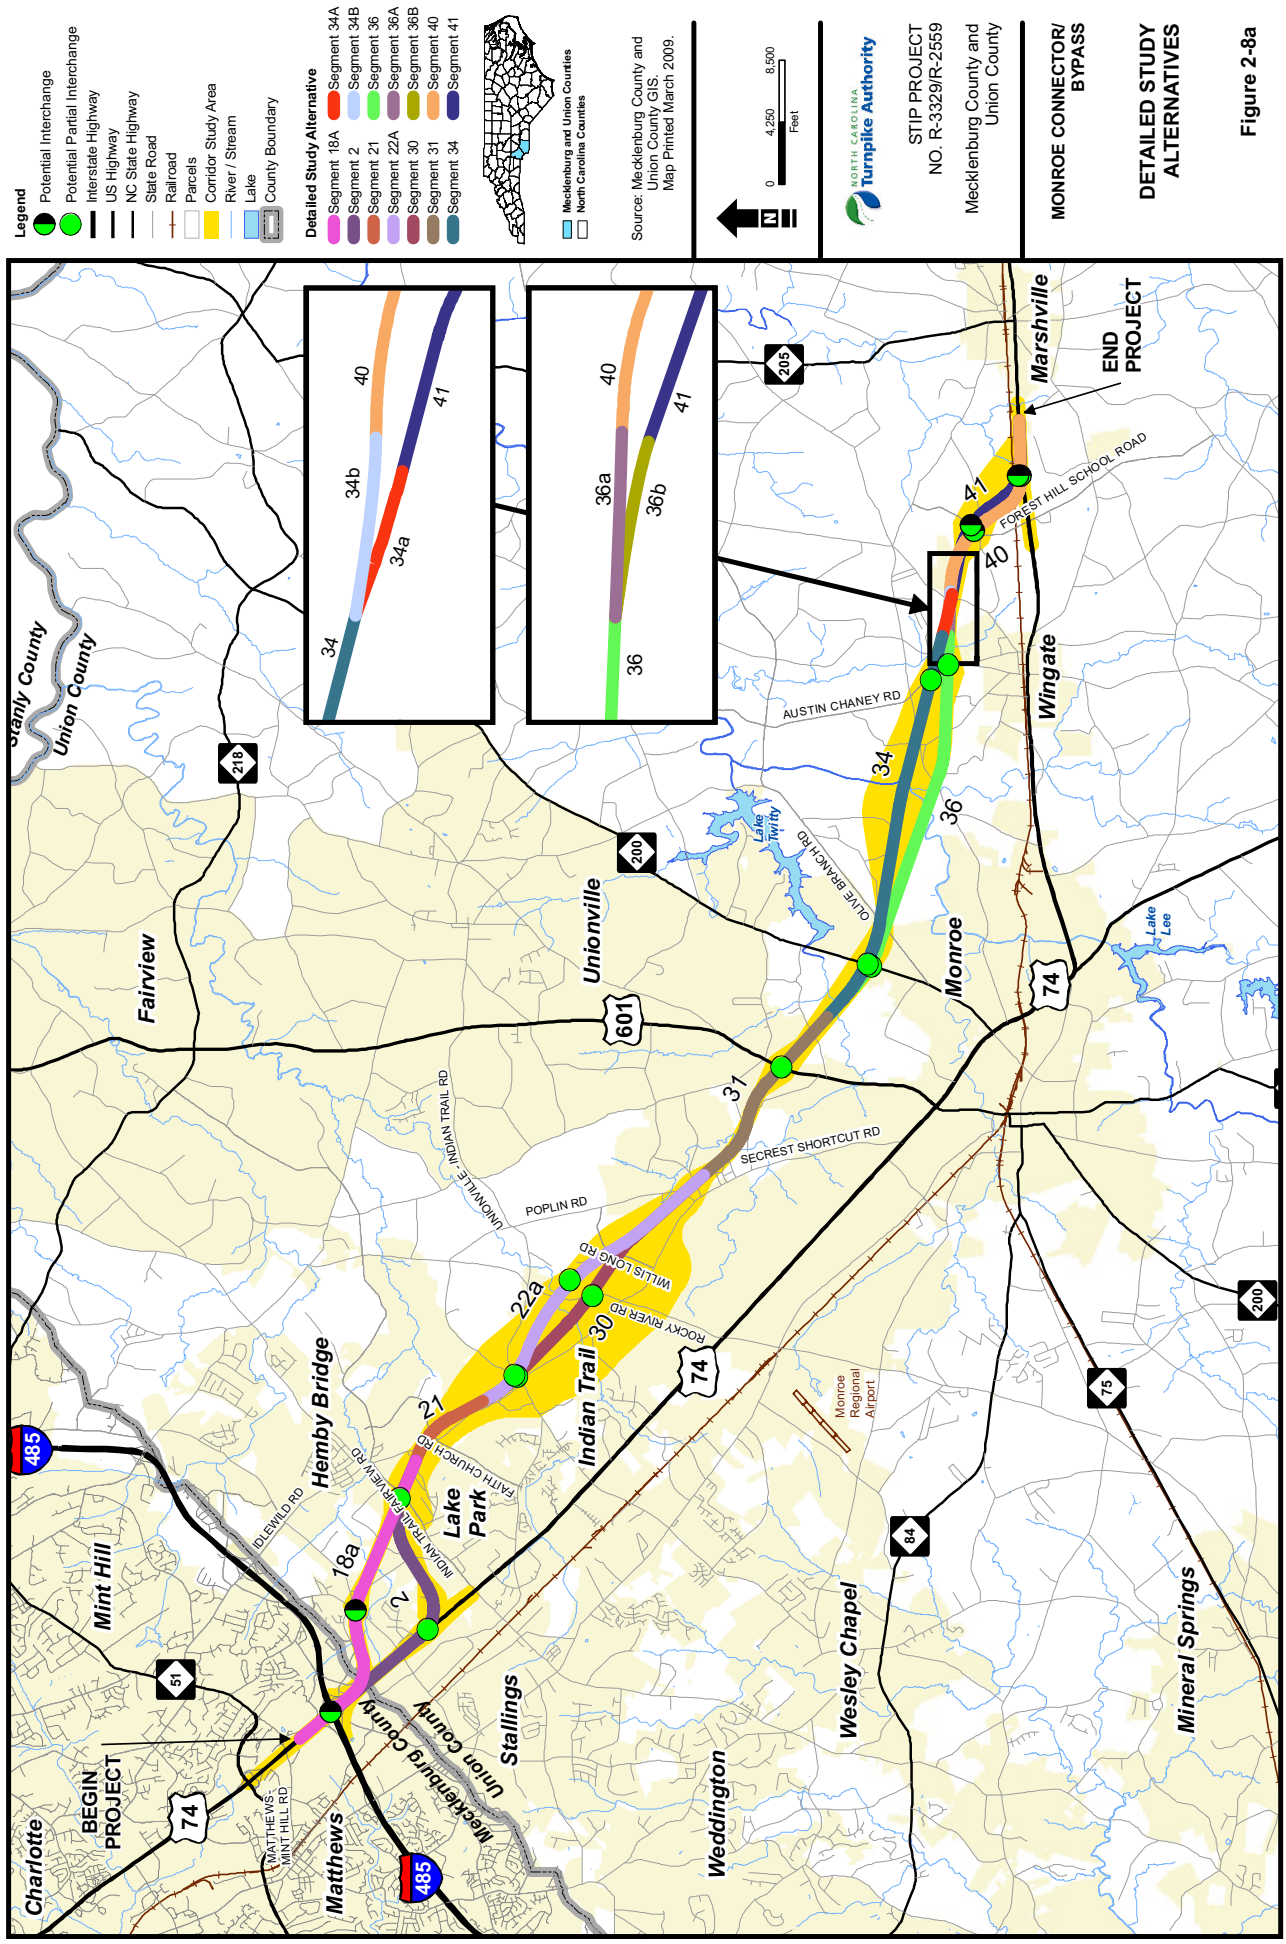 Legend
Potential Interchange
Potential Partial Interchange
Interstate Highway
US Highway
NC State Highway
State Road
Railroad
Parcels
Corridor Study Area
River / Stream
Lake
County Boundary
Detailed Study Alternative
Segment 18A
Segment 2
Segment 21
Segment 22A
Segment 30
Segment 31
Segment 34
Segment 34A
Segment 34B
Segment 36
Segment 36A
Segment 36B
Segment 40
Segment 41
Mecklenburg and Union Counties
North Carolina Counties
Source: Mecklenburg County and
Union County GIS.
Map Printed March 2009.
0
4,250
8,500
Feet
N
NORTH CAROLINA
Turnpike Authority
STIP PROJECT
NO. R-3329/R-2559
Mecklenburg County and
Union County
MONROE CONNECTOR/
BYPASS
DETAILED STUDY
ALTERNATIVES
Figure 2-8a
Charlotte
Mint Hill
Fairview
Stanly County
Union County
485
51
218
BEGIN
PROJECT
74
MATTHEWS-
MINT HILL RD
Matthews
485
Mecklenburg County
Union County
Stallings
IDLEWILD RD
Hemby Bridge
18a
2
INDIAN TRAIL FAIRVIEW RD
Lake
Park
FAITH CHURCH RD
21
Indian Trail
22a
30
ROCKY RIVER RD
WILLIS LONG RD
POPLIN RD
UNIONVILLE - INDIAN TRAIL RD
SECREST SHORTCUT RD
31
601
Unionville
200
Lake
Twitty
OLIVE BRANCH RD
34
36
AUSTIN CHANEY RD
34
34b
34a
40
41
36
36a
36b
40
41
205
41
40
FOREST HILL SCHOOL ROAD
Marshville
END
PROJECT
Wingate
Monroe
74
Lake
Lee
74
Monroe
Regional
Airport
200
75
84
Wesley Chapel
Weddington
Mineral Springs